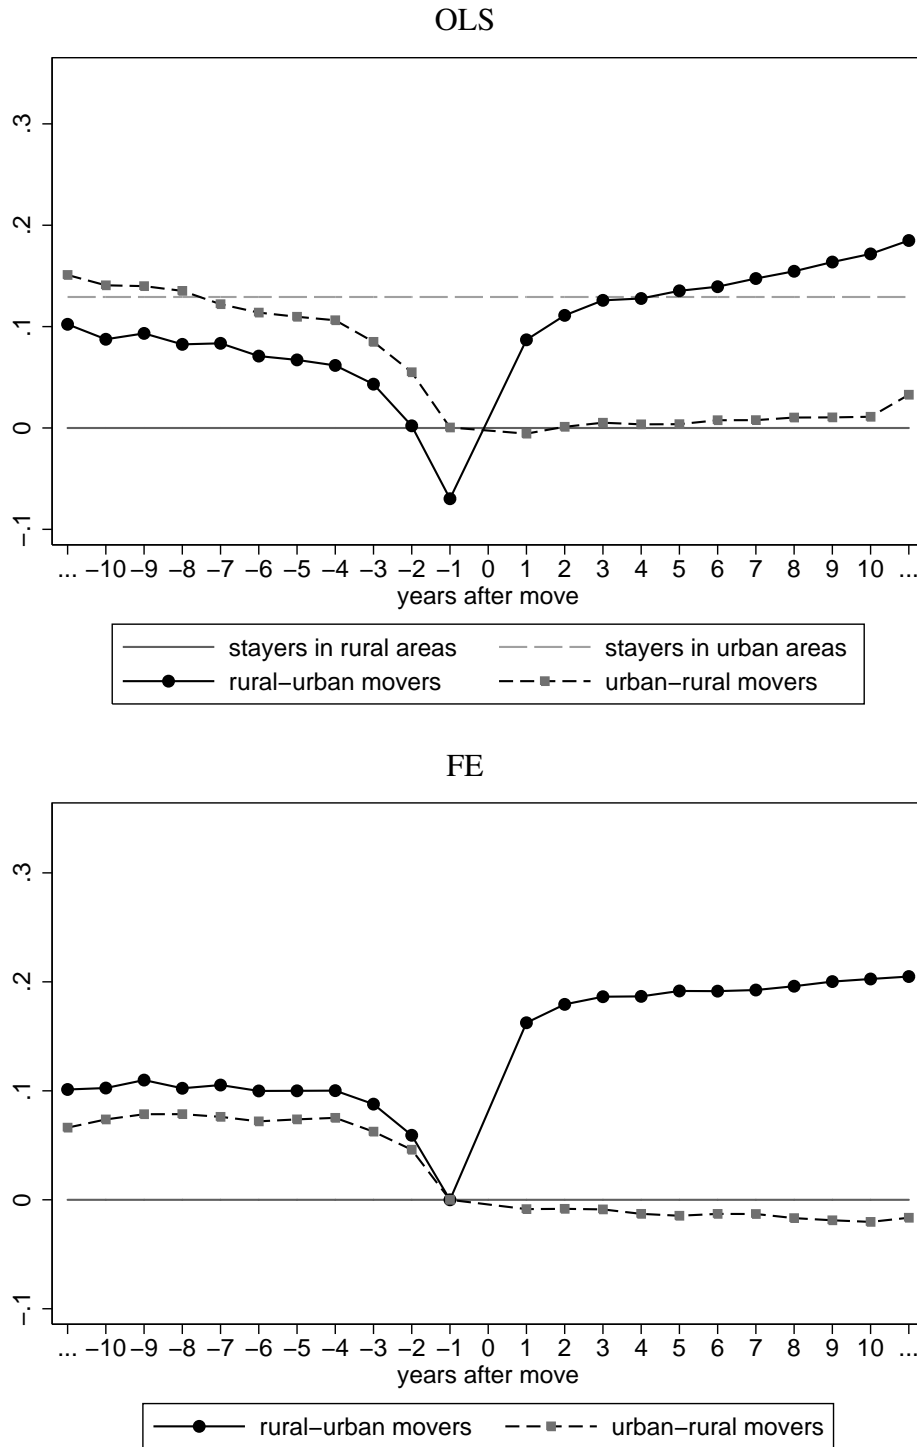 OLS
.3
.2
.1
0
−.1
... −10 −9 −8 −7 −6 −5 −4 −3 −2 −1 0 1 2 3 4 5 6 7 8 9 10 ...
years after move
stayers in rural areas stayers in urban areas
rural−urban movers urban−rural movers
FE
.3
.2
.1
0
−.1
... −10 −9 −8 −7 −6 −5 −4 −3 −2 −1 0 1 2 3 4 5 6 7 8 9 10 ...
years after move
rural−urban movers urban−rural movers